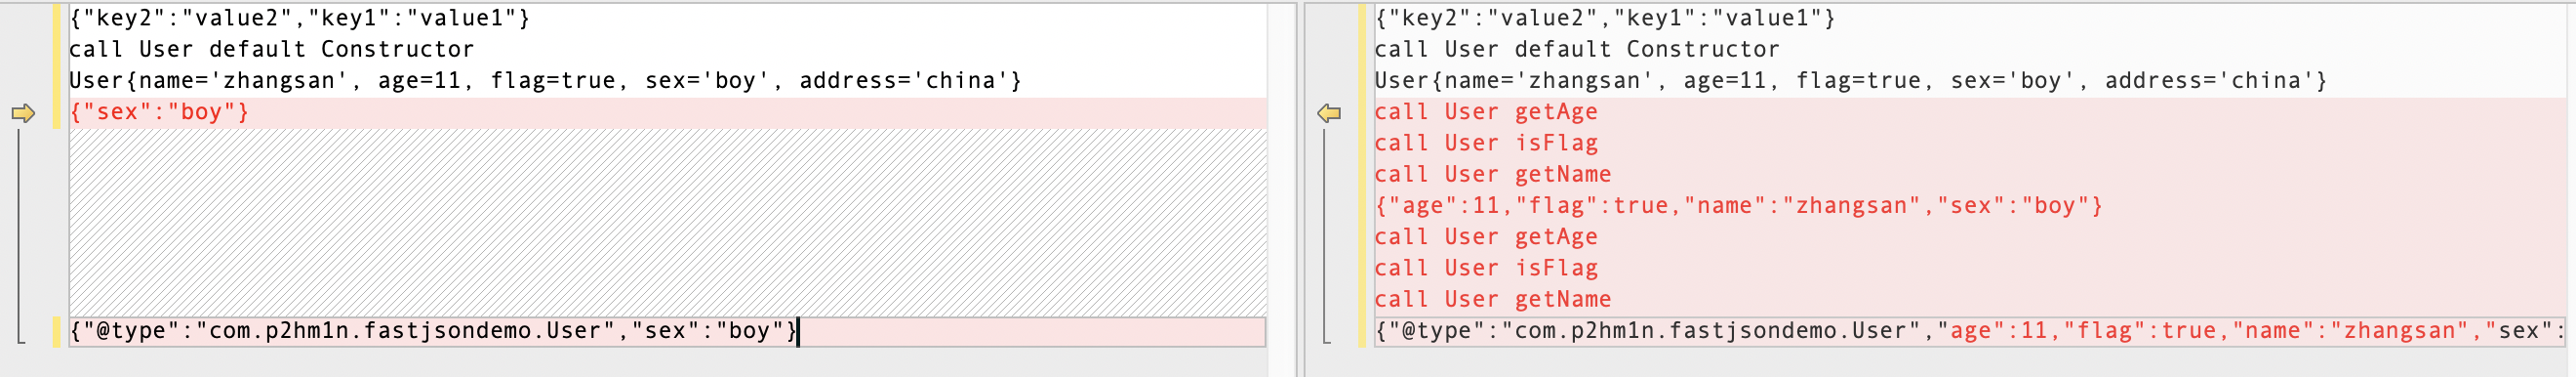 {"key2":"value2","key1":"value1"}
call User default Constructor
User{name='zhangsan', age=11, flag=true, sex='boy', address='china'}
{"sex":"boy"}
{"@type":"com.p2hm1n.fastjsondemo.User","sex":"boy"}
{"key2":"value2","key1":"value1"}
call User default Constructor
User{name='zhangsan', age=11, flag=true, sex='boy', address='china'}
call User getAge
call User isFlag
call User getName
{"age":11,"flag":true,"name":"zhangsan","sex":"boy"}
call User getAge
call User isFlag
call User getName
{"@type":"com.p2hm1n.fastjsondemo.User","age":11,"flag":true,"name":"zhangsan","sex":